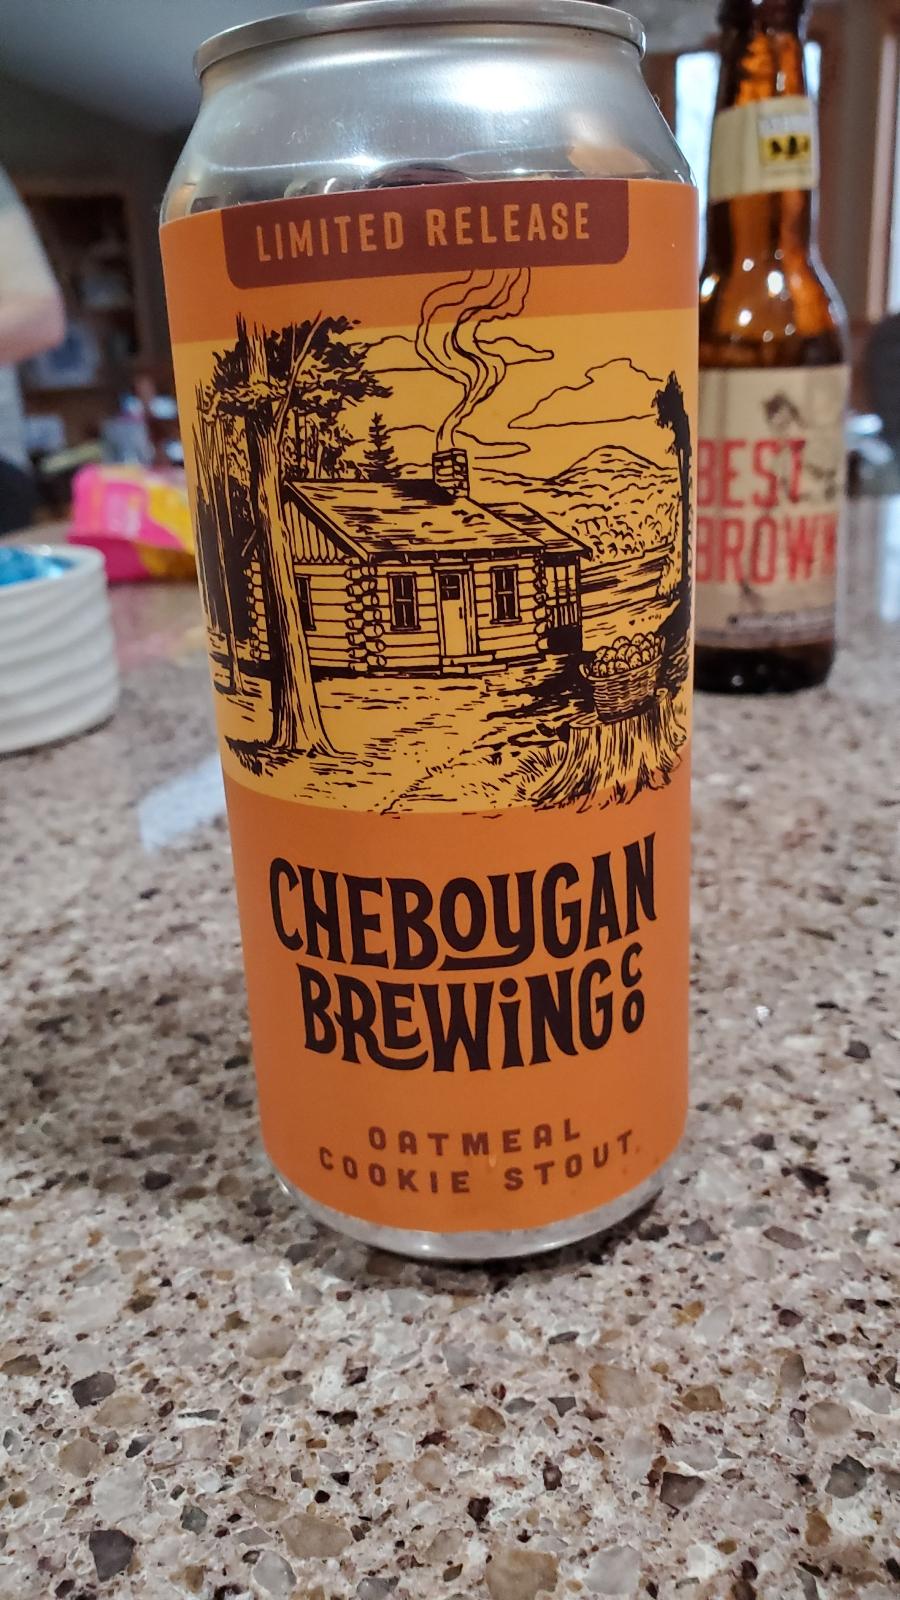 LIMITED RELEASE
CHEBOYGAN
BREWING CO
OATMEAL
COOKIE STOUT
BEST
BROWN